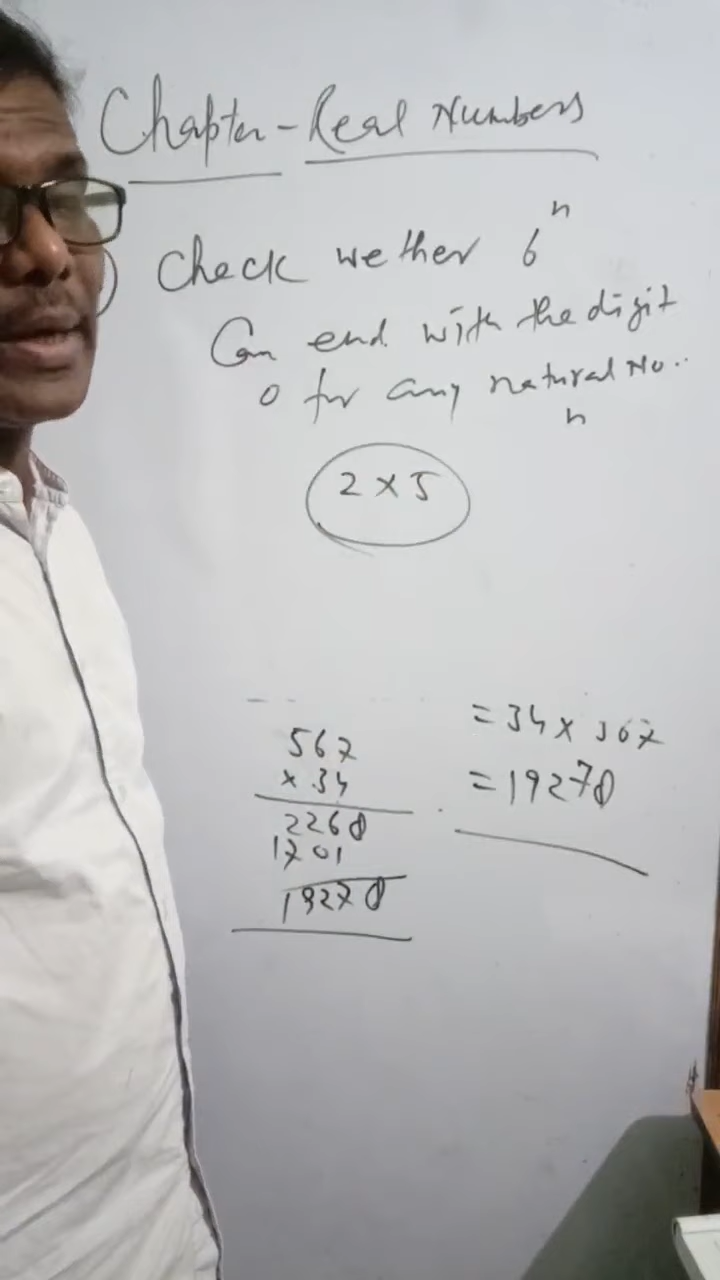 Chapter - Real Numbers
) Check wether 6ⁿ
Can end with the digit
0 for any natural No..
n
2 × 5
567
× 34
2268
1701
19278
= 34 × 567
= 19278